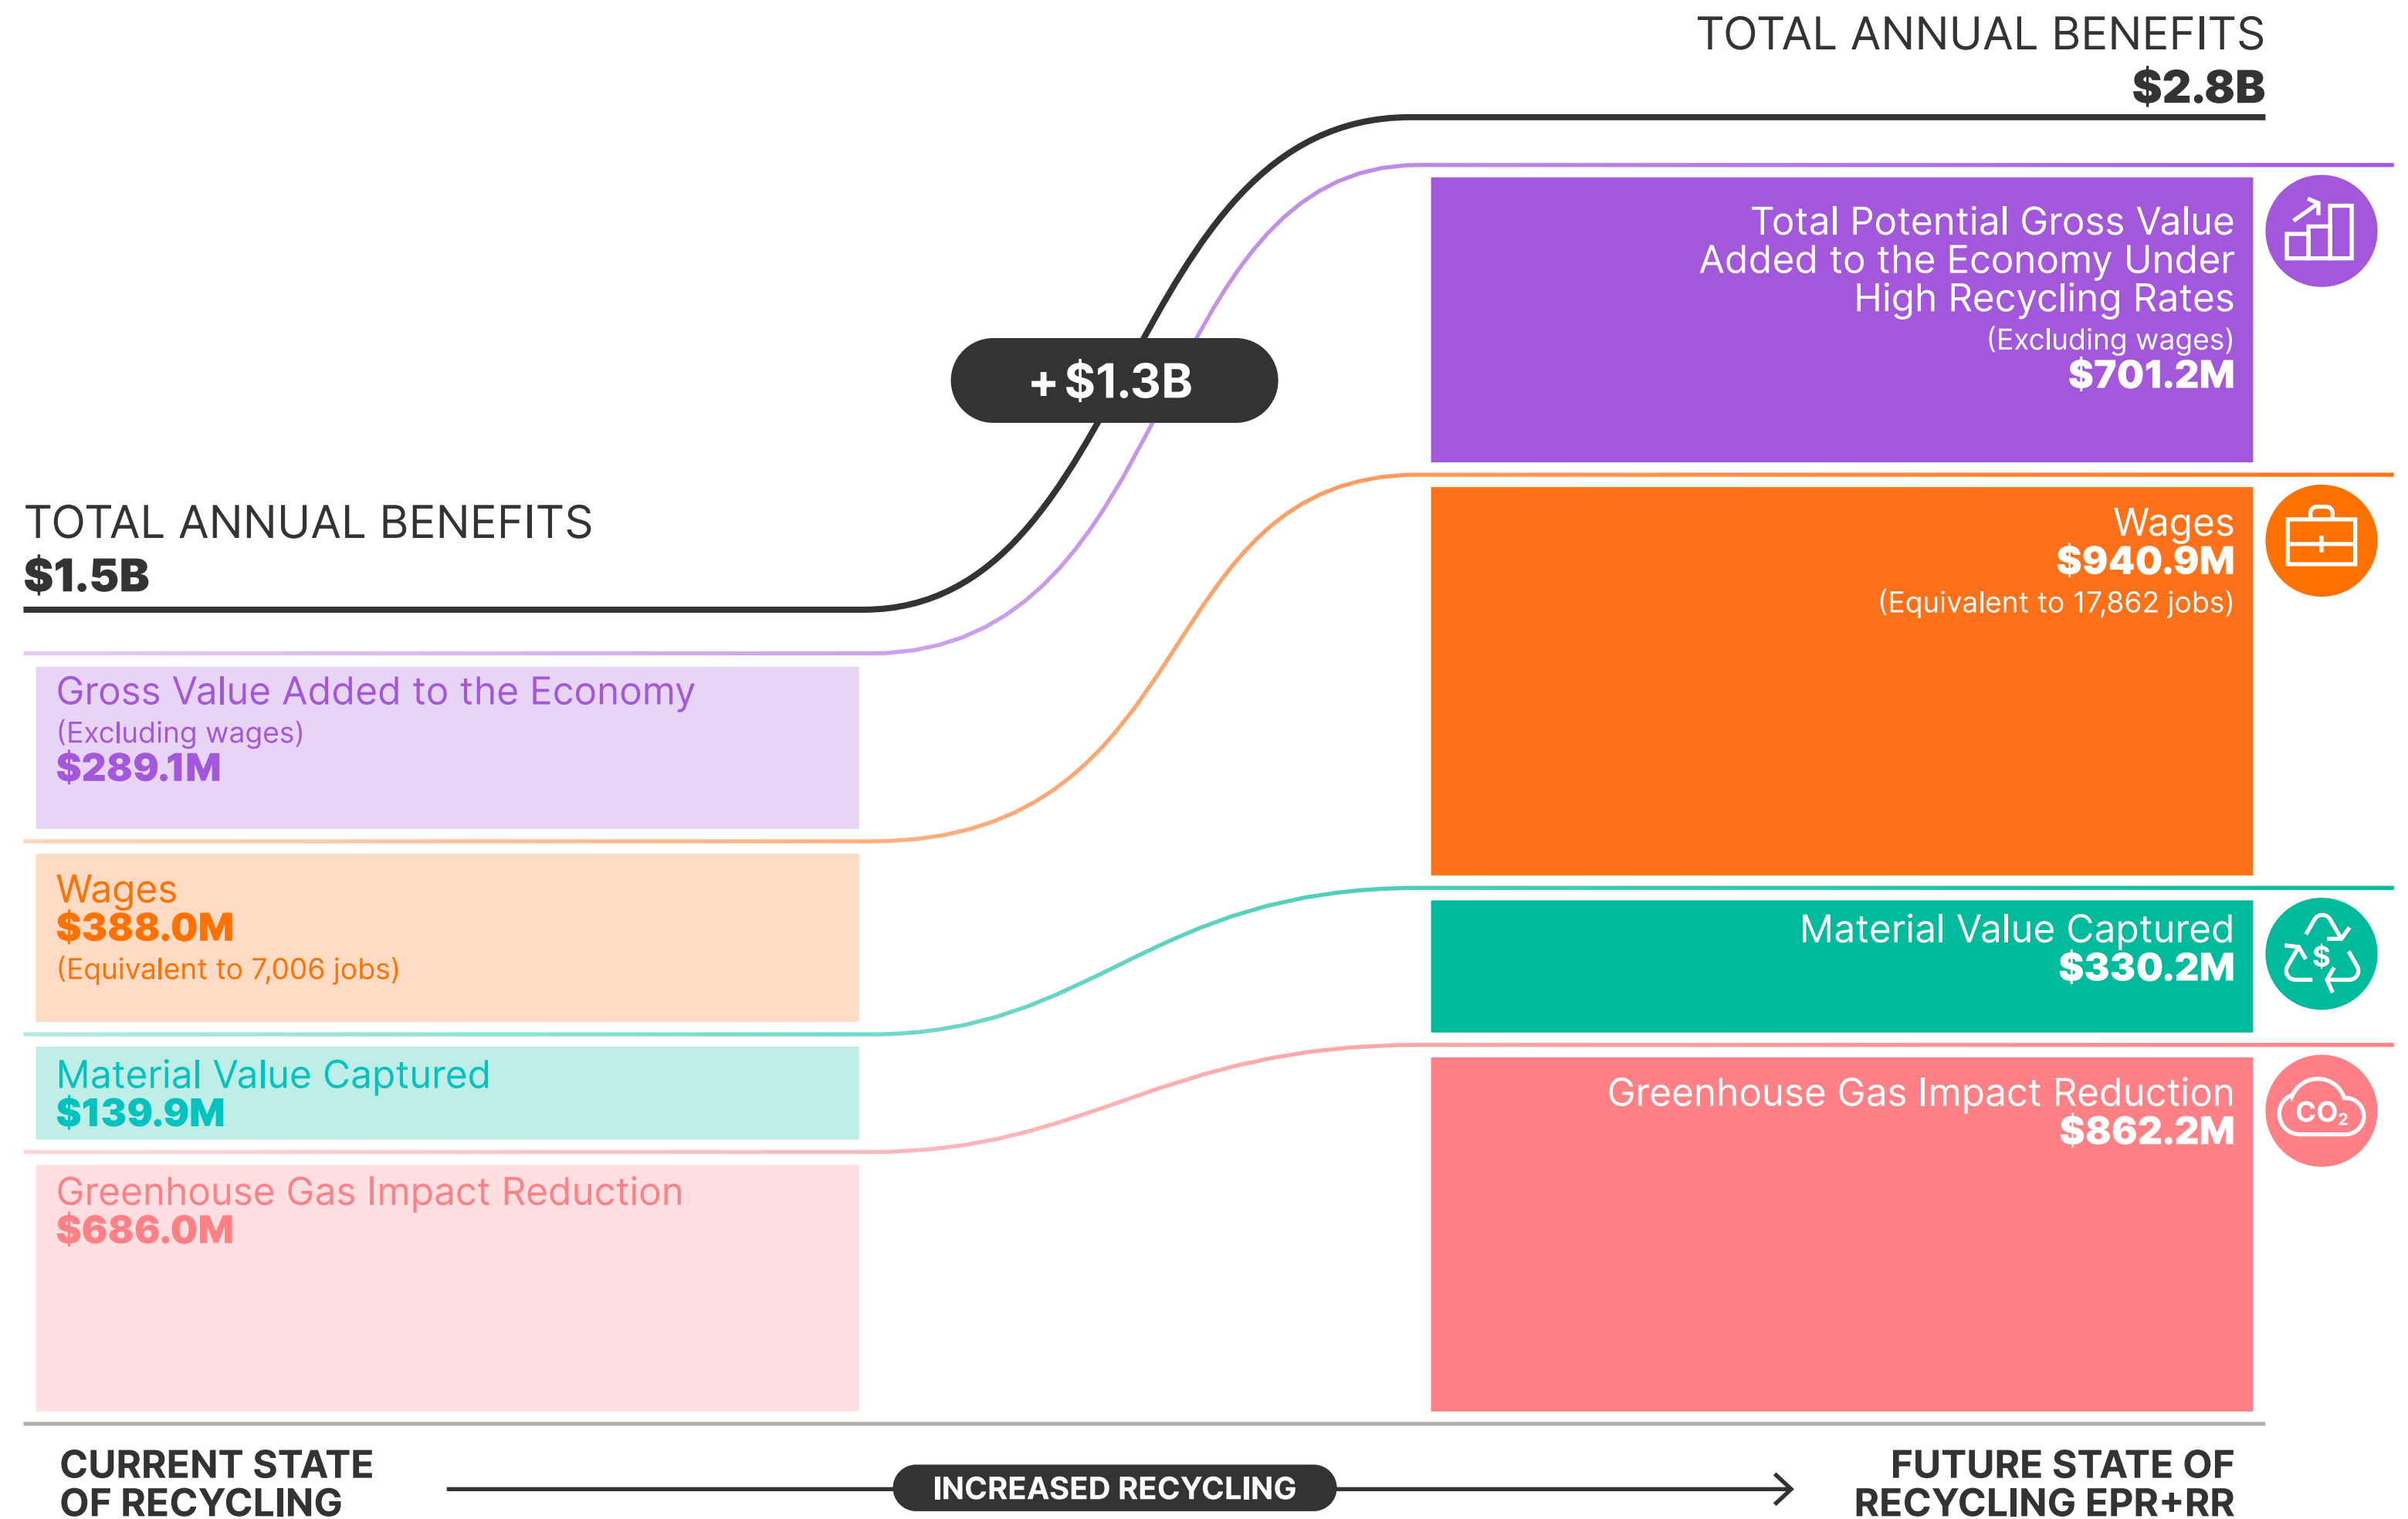 TOTAL ANNUAL BENEFITS
$2.8B
Total Potential Gross Value
Added to the Economy Under
High Recycling Rates
(Excluding wages)
$701.2M
+ $1.3B
TOTAL ANNUAL BENEFITS
$1.5B
Wages
$940.9M
(Equivalent to 17,862 jobs)
Gross Value Added to the Economy
(Excluding wages)
$289.1M
Wages
$388.0M
(Equivalent to 7,006 jobs)
Material Value Captured
$330.2M
$
Material Value Captured
$139.9M
Greenhouse Gas Impact Reduction
$862.2M
CO₂
Greenhouse Gas Impact Reduction
$686.0M
CURRENT STATE
OF RECYCLING
INCREASED RECYCLING
FUTURE STATE OF
RECYCLING EPR+RR